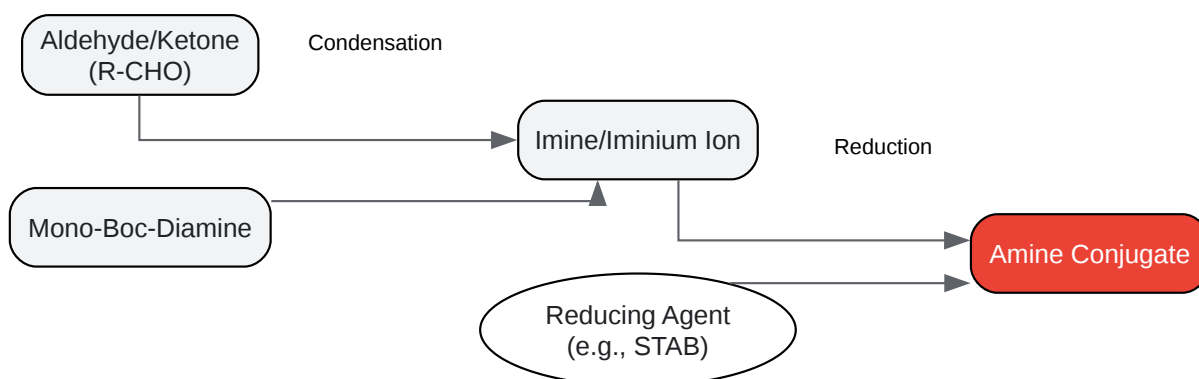 Aldehyde/Ketone
(R-CHO)
Condensation
Imine/Iminium Ion
Reduction
Mono-Boc-Diamine
Amine Conjugate
Reducing Agent
(e.g., STAB)